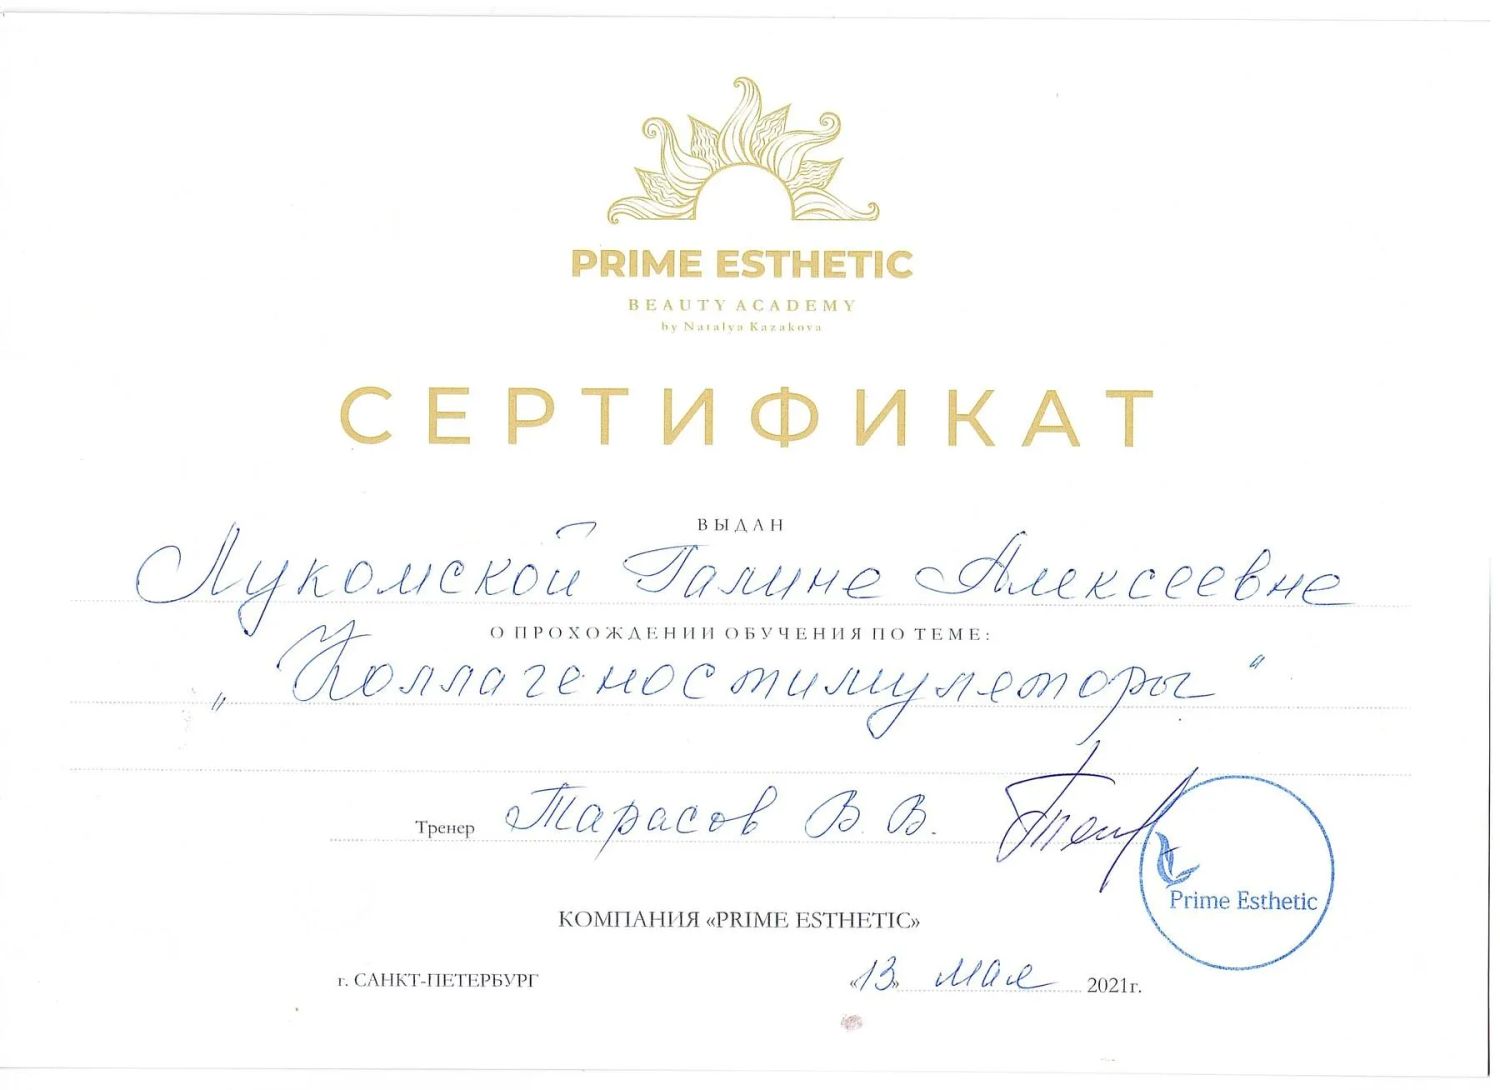 PRIME ESTHETIC
BEAUTY ACADEMY
by Natalya Kazakova
СЕРТИФИКАТ
ВЫДАН
Лукомской Галине Алексеевне
О ПРОХОЖДЕНИИ ОБУЧЕНИЯ ПО ТЕМЕ:
„Коллагеностимуляторы“
Тренер Тарасов В. В.
Prime Esthetic
КОМПАНИЯ «PRIME ESTHETIC»
г. САНКТ-ПЕТЕРБУРГ «13» мая 2021г.